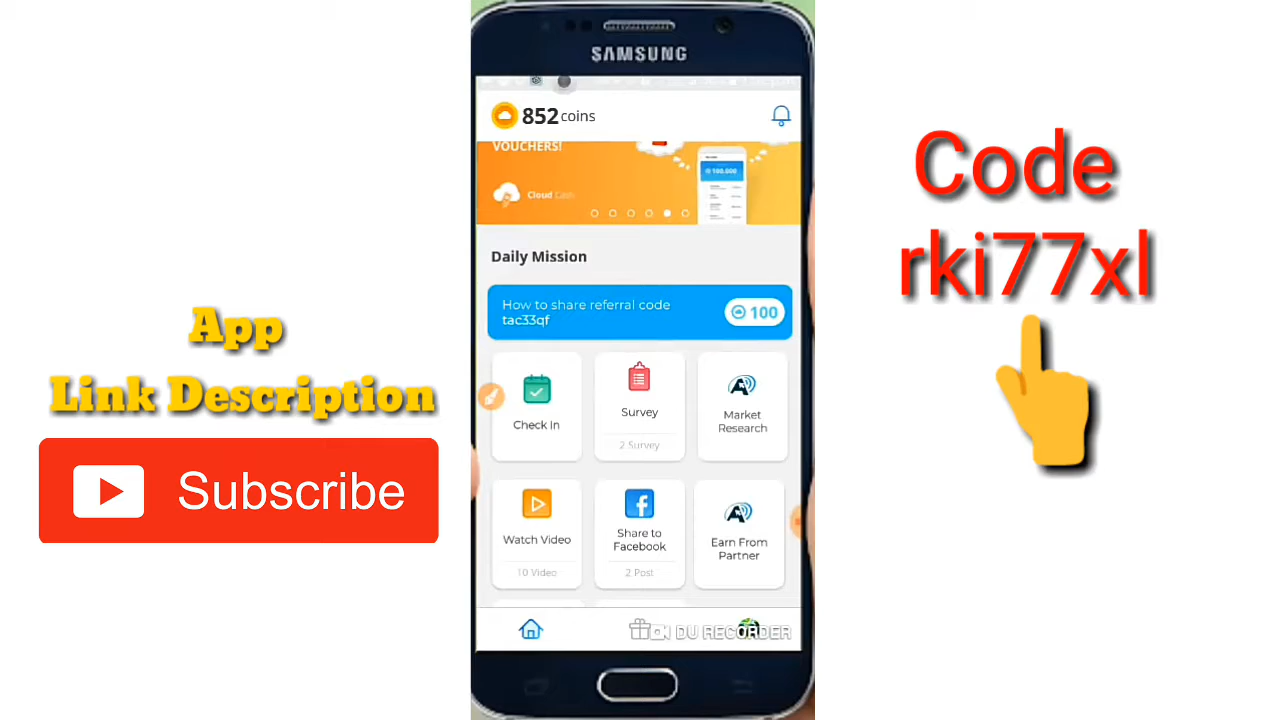 SAMSUNG
852 coins
VOUCHERS!
100,000
Cloud Cash
Daily Mission
How to share referral code
tac33qf
100
Check In
Survey
2 Survey
Market
Research
Watch Video
10 Video
Share to
Facebook
2 Post
Earn From
Partner
DU RECORDER
App
Link Description
Subscribe
Code
rki77xl